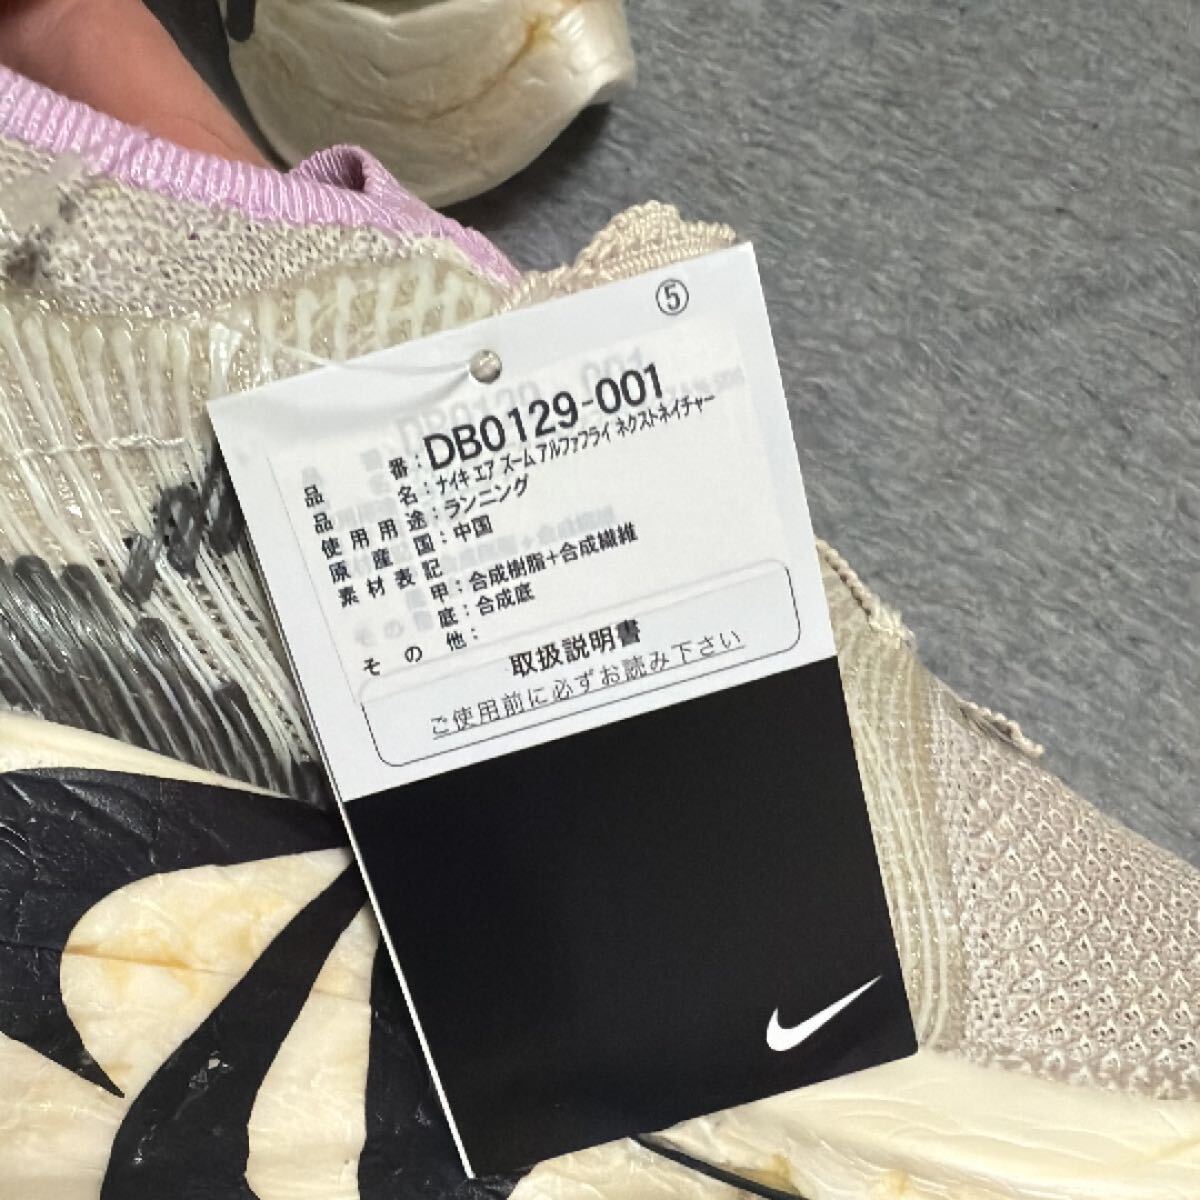 ⑤
品番：DB0129-001
品名：ナイキ エア ズーム アルファフライ ネクストネイチャー
使用用途：ランニング
原産国：中国
素材表記
甲：合成樹脂+合成繊維
底：合成底
その他：
取扱説明書
ご使用前に必ずお読み下さい